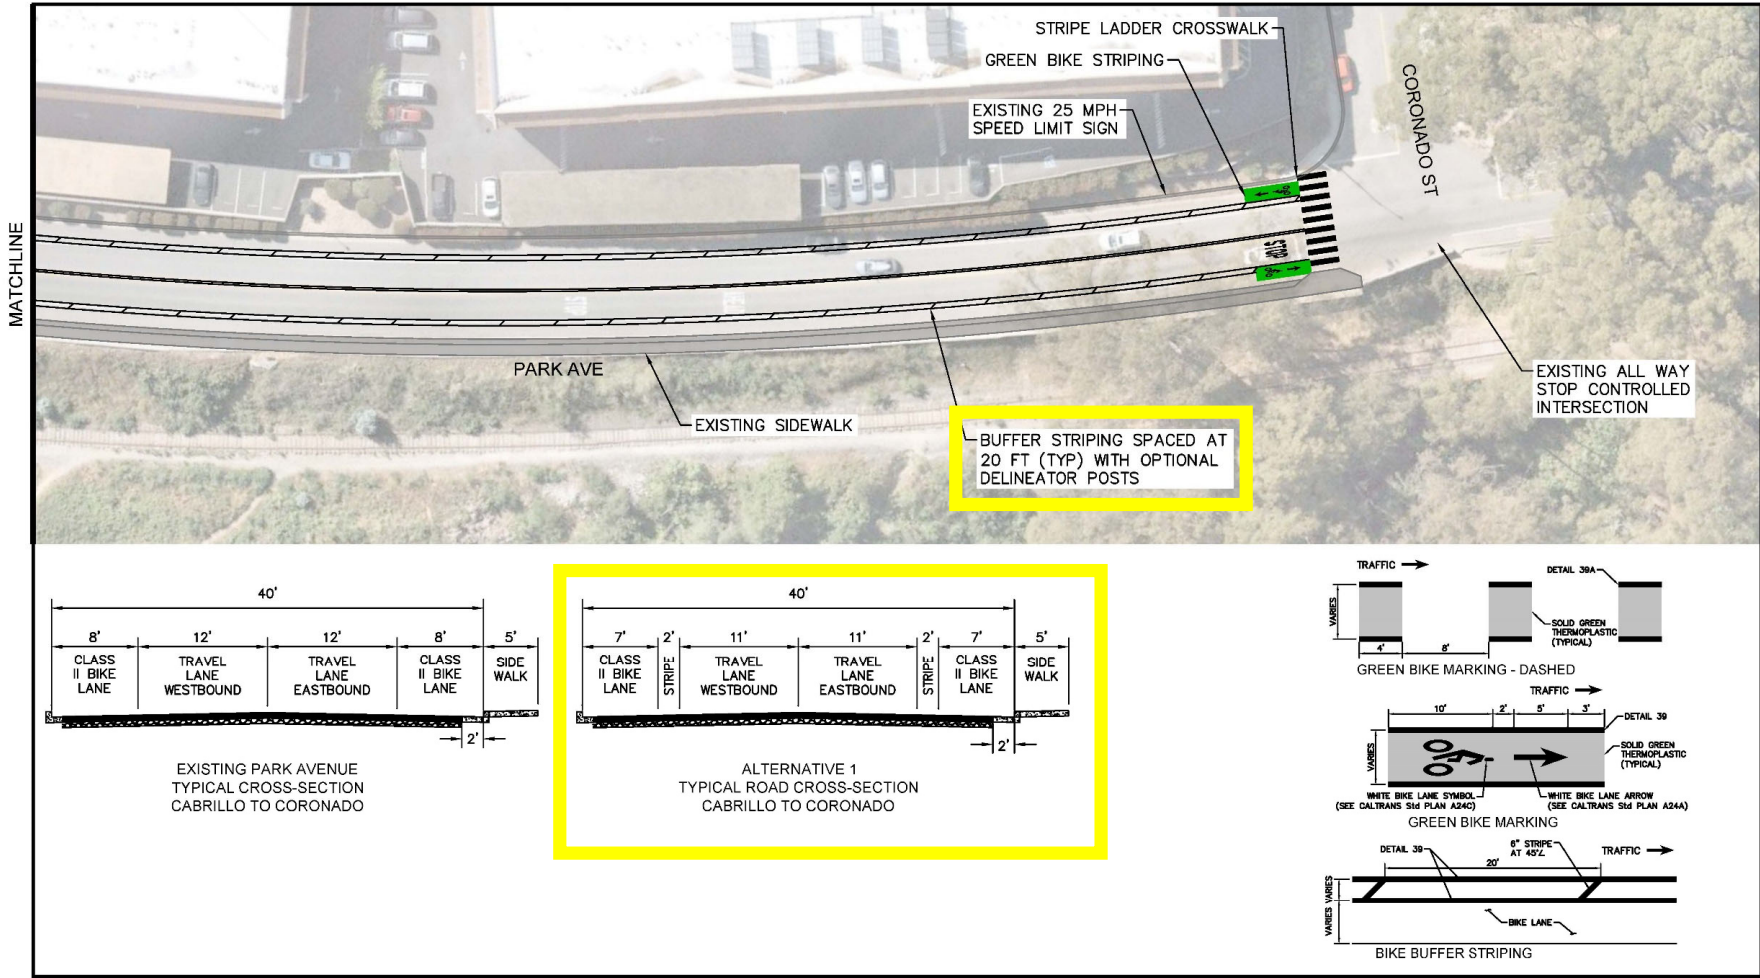 STRIPE LADDER CROSSWALK
GREEN BIKE STRIPING
EXISTING 25 MPH
SPEED LIMIT SIGN
CORONADO ST
MATCHLINE
STOP
PARK AVE
EXISTING SIDEWALK
BUFFER STRIPING SPACED AT
20 FT (TYP) WITH OPTIONAL
DELINEATOR POSTS
EXISTING ALL WAY
STOP CONTROLLED
INTERSECTION
40'
8' 12' 12' 8' 5'
CLASS
II BIKE
LANE
TRAVEL
LANE
WESTBOUND
TRAVEL
LANE
EASTBOUND
CLASS
II BIKE
LANE
SIDE
WALK
2'
EXISTING PARK AVENUE
TYPICAL CROSS-SECTION
CABRILLO TO CORONADO
40'
7' 2' 11' 11' 2' 7' 5'
CLASS
II BIKE
LANE
STRIPE
TRAVEL
LANE
WESTBOUND
TRAVEL
LANE
EASTBOUND
STRIPE
CLASS
II BIKE
LANE
SIDE
WALK
2'
ALTERNATIVE 1
TYPICAL ROAD CROSS-SECTION
CABRILLO TO CORONADO
TRAFFIC
DETAIL 39A
VARIES
SOLID GREEN
THERMOPLASTIC
(TYPICAL)
4' 8'
GREEN BIKE MARKING - DASHED
TRAFFIC
10' 2' 5' 3'
DETAIL 39
VARIES
SOLID GREEN
THERMOPLASTIC
(TYPICAL)
WHITE BIKE LANE SYMBOL
(SEE CALTRANS Std PLAN A24C)
WHITE BIKE LANE ARROW
(SEE CALTRANS Std PLAN A24A)
GREEN BIKE MARKING
DETAIL 39
6" STRIPE
AT 45°∠
TRAFFIC
20'
VARIES
VARIES
BIKE LANE
BIKE BUFFER STRIPING